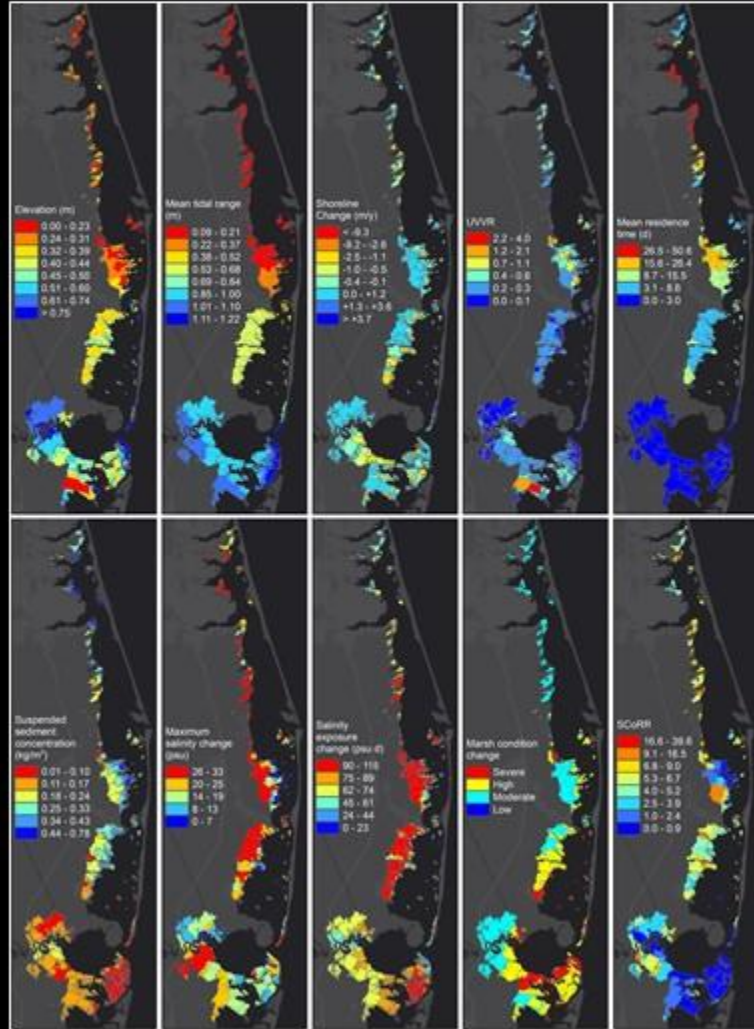 Elevation (m)
0.00 - 0.23
0.24 - 0.31
0.32 - 0.39
0.40 - 0.44
0.45 - 0.50
0.51 - 0.60
0.61 - 0.74
> 0.75
Mean tidal range
(m)
0.09 - 0.21
0.22 - 0.37
0.38 - 0.52
0.53 - 0.68
0.69 - 0.84
0.85 - 1.00
1.01 - 1.10
1.11 - 1.22
Shoreline
Change (m/y)
< -9.3
-9.2 - -2.6
-2.5 - -1.1
-1.0 - -0.5
-0.4 - -0.1
0.0 - +1.2
+1.3 - +3.6
> +3.7
UVVR
2.2 - 4.0
1.2 - 2.1
0.7 - 1.1
0.4 - 0.6
0.2 - 0.3
0.0 - 0.1
Mean residence
time (d)
26.5 - 50.6
15.6 - 26.4
8.7 - 15.5
3.1 - 8.6
0.0 - 3.0
Suspended
sediment
concentration
(kg/m³)
0.01 - 0.10
0.11 - 0.17
0.18 - 0.24
0.25 - 0.33
0.34 - 0.43
0.44 - 0.78
Maximum
salinity change
(psu)
26 - 33
20 - 25
14 - 19
8 - 13
0 - 7
Salinity
exposure
change (psu d)
90 - 118
75 - 89
62 - 74
45 - 61
24 - 44
0 - 23
Marsh condition
change
Severe
High
Moderate
Low
SCoRR
16.6 - 39.6
9.1 - 16.5
6.8 - 9.0
5.3 - 6.7
4.0 - 5.2
2.5 - 3.9
1.0 - 2.4
0.0 - 0.9